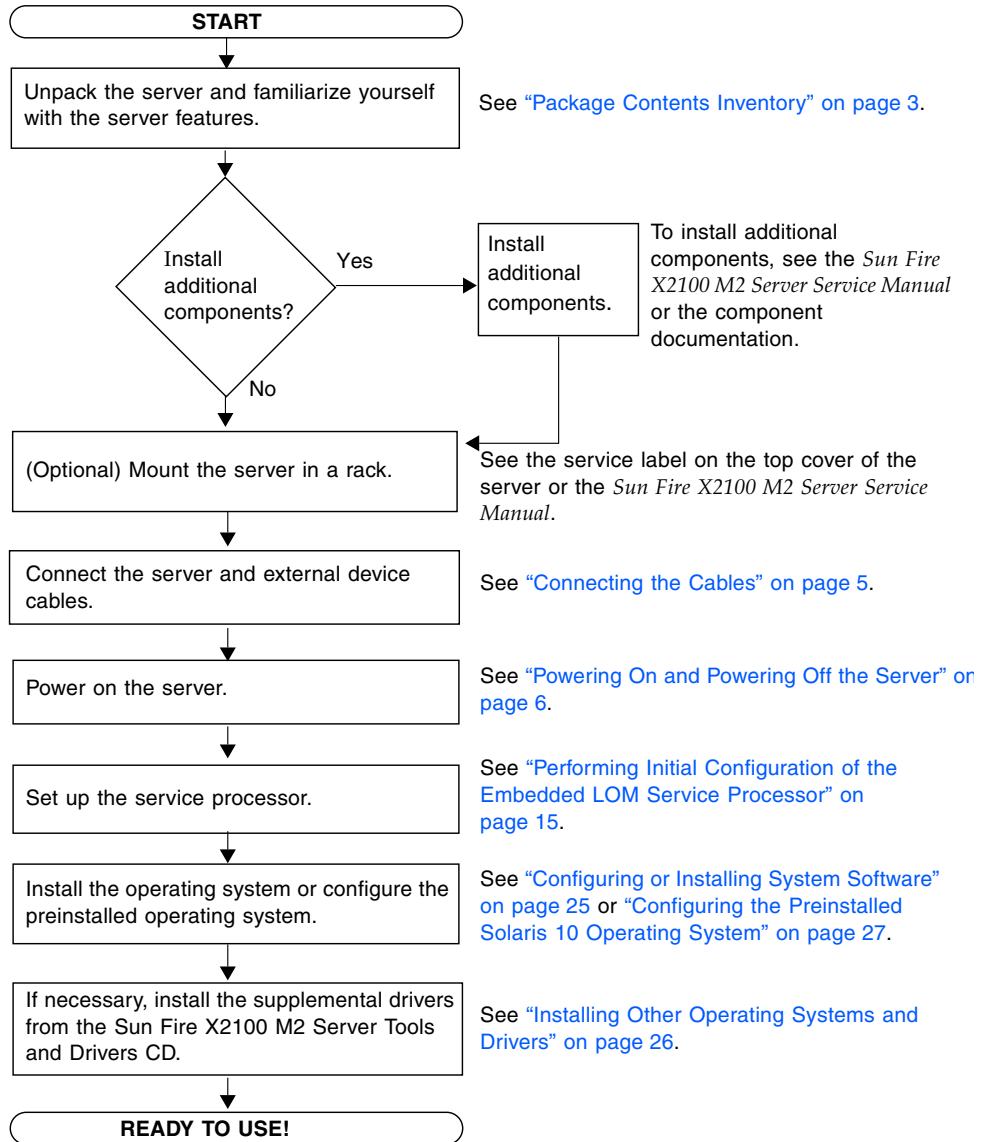 START
Unpack the server and familiarize yourself
with the server features.
See "Package Contents Inventory" on page 3.
Install
additional
components?
Yes
No
Install
additional
components.
To install additional
components, see the Sun Fire
X2100 M2 Server Service Manual
or the component
documentation.
(Optional) Mount the server in a rack.
See the service label on the top cover of the
server or the Sun Fire X2100 M2 Server Service
Manual.
Connect the server and external device
cables.
See "Connecting the Cables" on page 5.
Power on the server.
See "Powering On and Powering Off the Server" on
page 6.
Set up the service processor.
See "Performing Initial Configuration of the
Embedded LOM Service Processor" on
page 15.
Install the operating system or configure the
preinstalled operating system.
See "Configuring or Installing System Software"
on page 25 or "Configuring the Preinstalled
Solaris 10 Operating System" on page 27.
If necessary, install the supplemental drivers
from the Sun Fire X2100 M2 Server Tools
and Drivers CD.
See "Installing Other Operating Systems and
Drivers" on page 26.
READY TO USE!